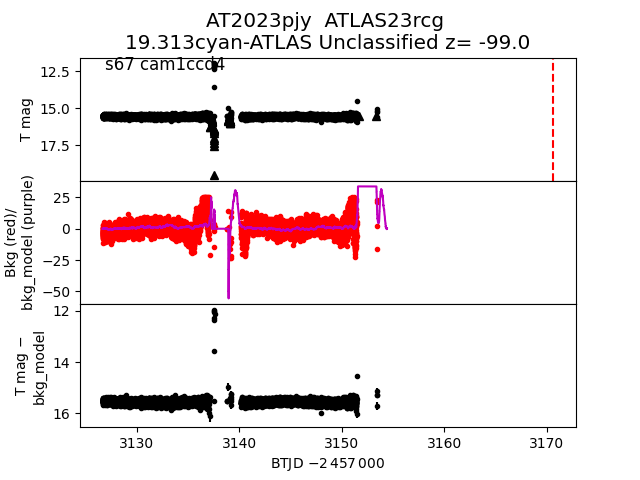 AT2023pjy  ATLAS23rcg
19.313cyan-ATLAS Unclassified z= -99.0
s67 cam1ccd4
12.5
15.0
17.5
T mag
25
0
−25
−50
Bkg (red)/
bkg_model (purple)
12
14
16
T mag −
bkg_model
3130 3140 3150 3160 3170
BTJD −2 457 000